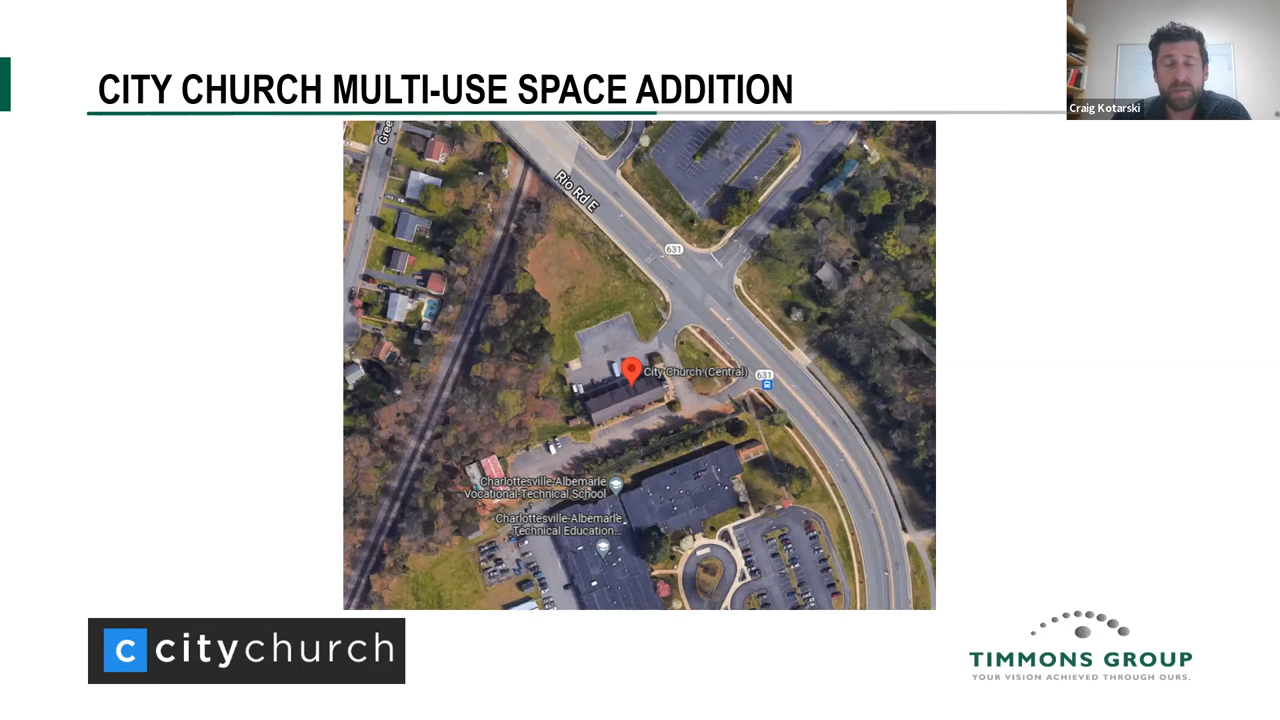 CITY CHURCH MULTI-USE SPACE ADDITION
Craig Kotarski
Gree
Rio Rd E
631
City Church (Central)
631
Charlottesville-Albemarle
Vocational-Technical School
Charlottesville-Albemarle
Technical Education...
c citychurch
TIMMONS GROUP
YOUR VISION ACHIEVED THROUGH OURS.